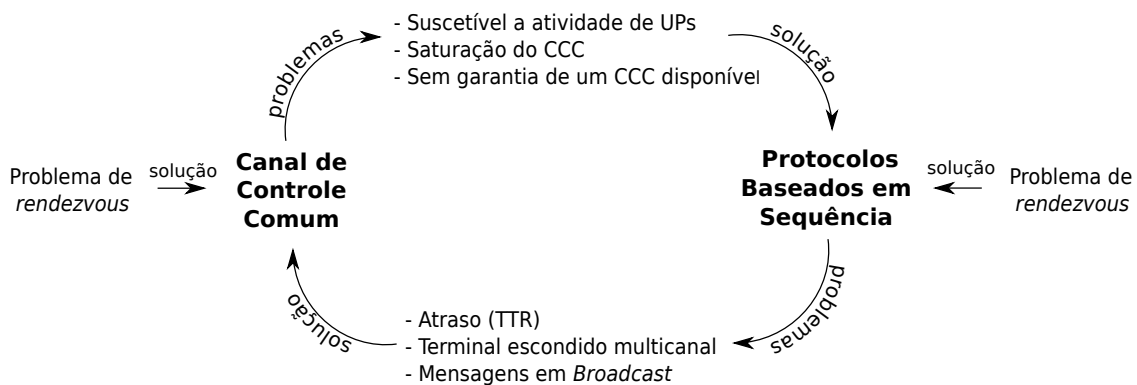 problemas
- Suscetível a atividade de UPs
- Saturação do CCC
- Sem garantia de um CCC disponível
solução
Problema de
rendezvous
solução
Canal de
Controle
Comum
Protocolos
Baseados em
Sequência
solução
Problema de
rendezvous
solução
- Atraso (TTR)
- Terminal escondido multicanal
- Mensagens em Broadcast
problemas